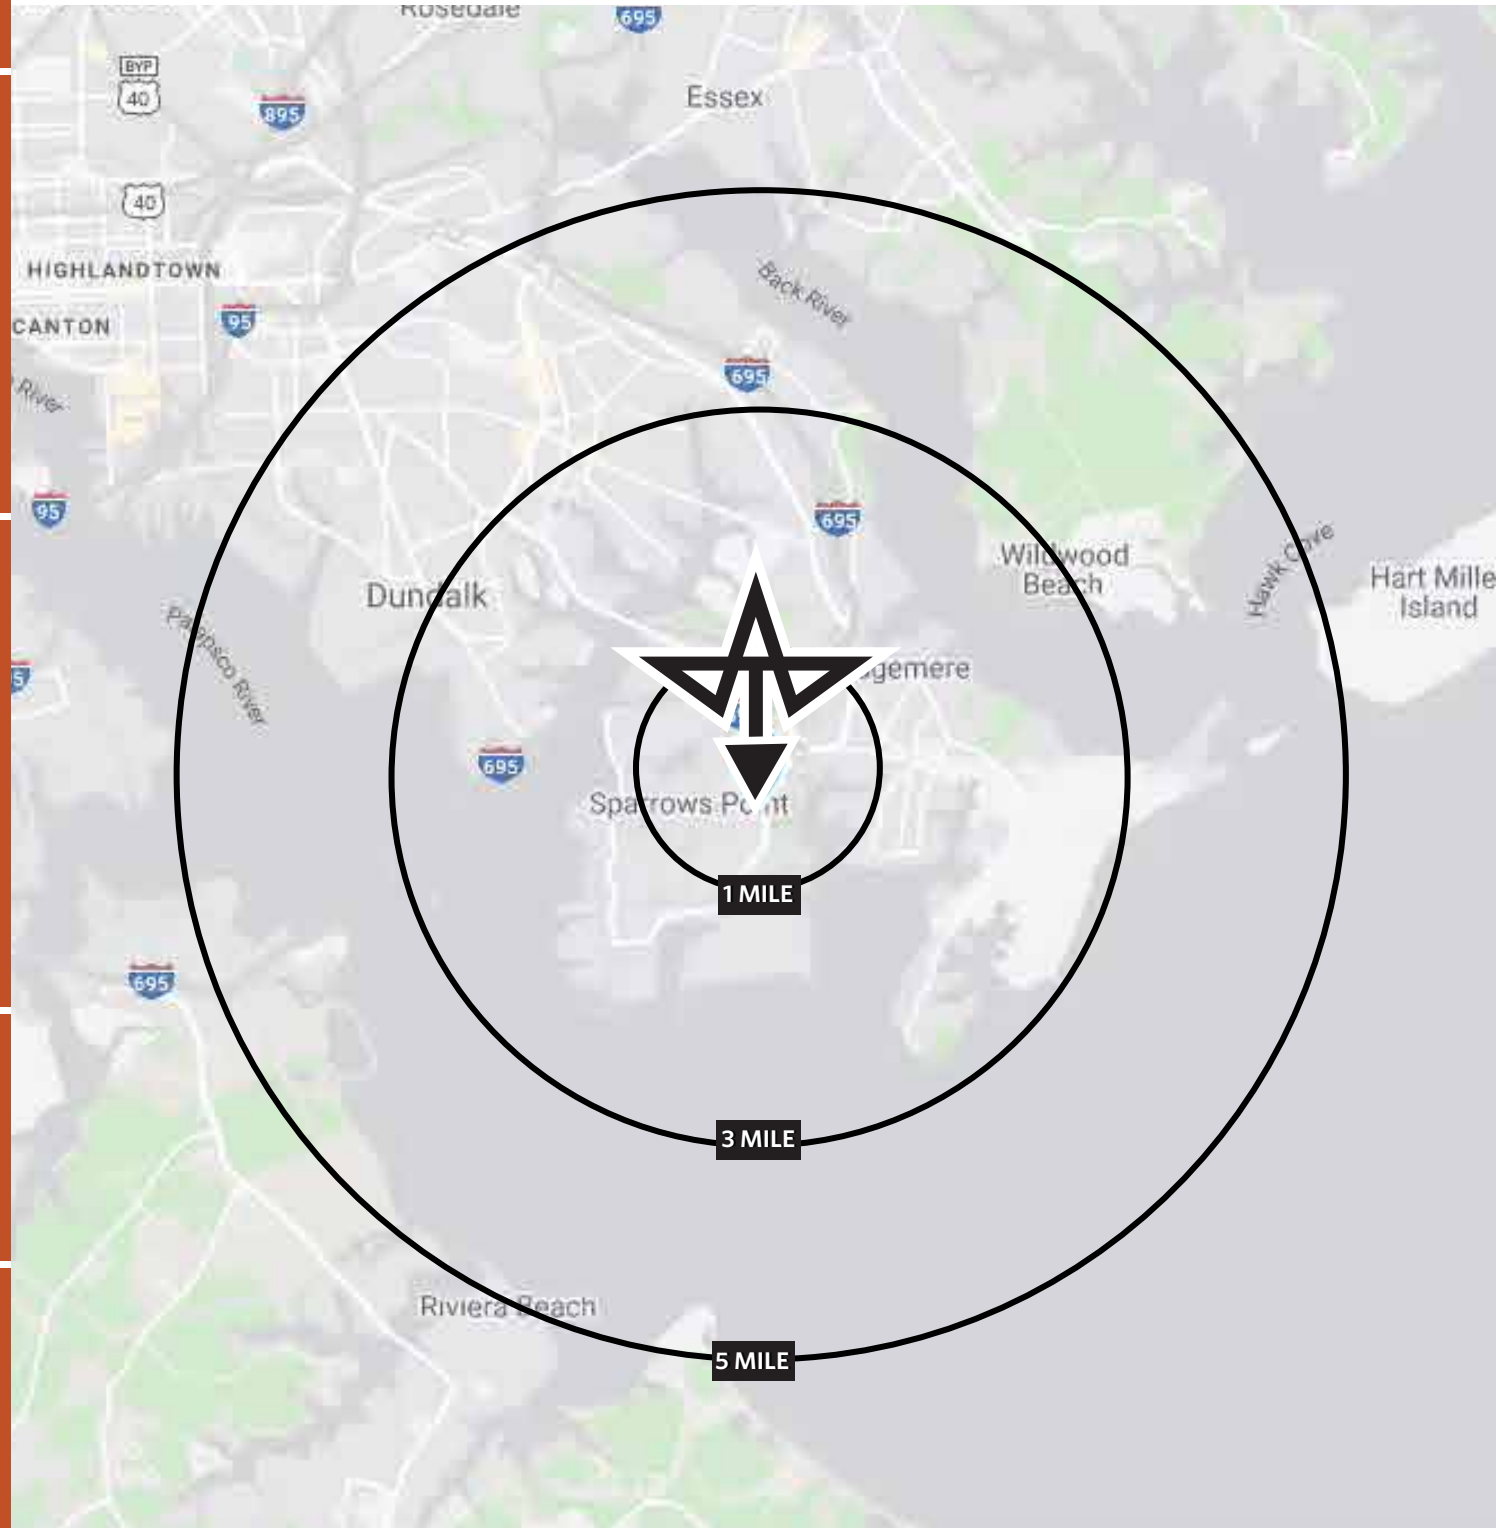 Rosedale
695
BYP
40
Essex
895
40
HIGHLANDTOWN
Back River
95
CANTON
695
River
95
695
Wildwood
Beach
Hawk Cove
Hart Mille
Island
Dundalk
Patapsco River
5
gemere
695
Sparrows Point
1 MILE
695
3 MILE
Riviera Beach
5 MILE